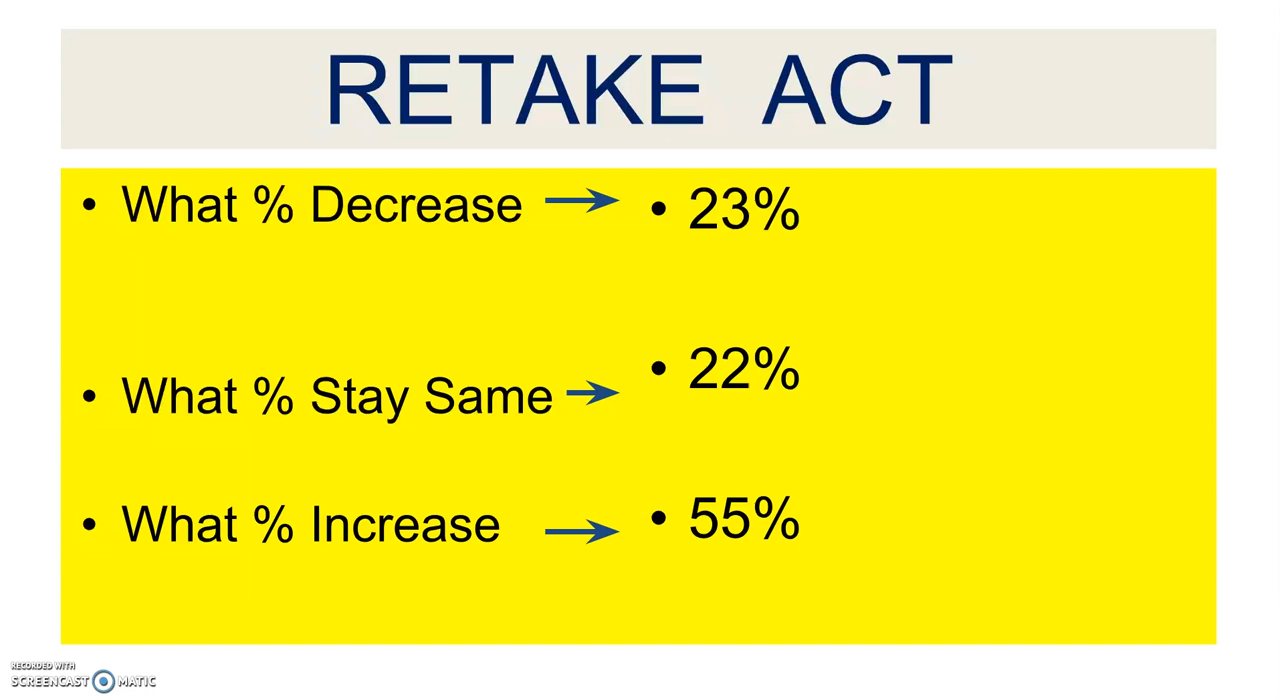 RETAKE ACT
• What % Decrease
• 23%
• What % Stay Same
• 22%
• What % Increase
• 55%
RECORDED WITH
SCREENCAST MATIC